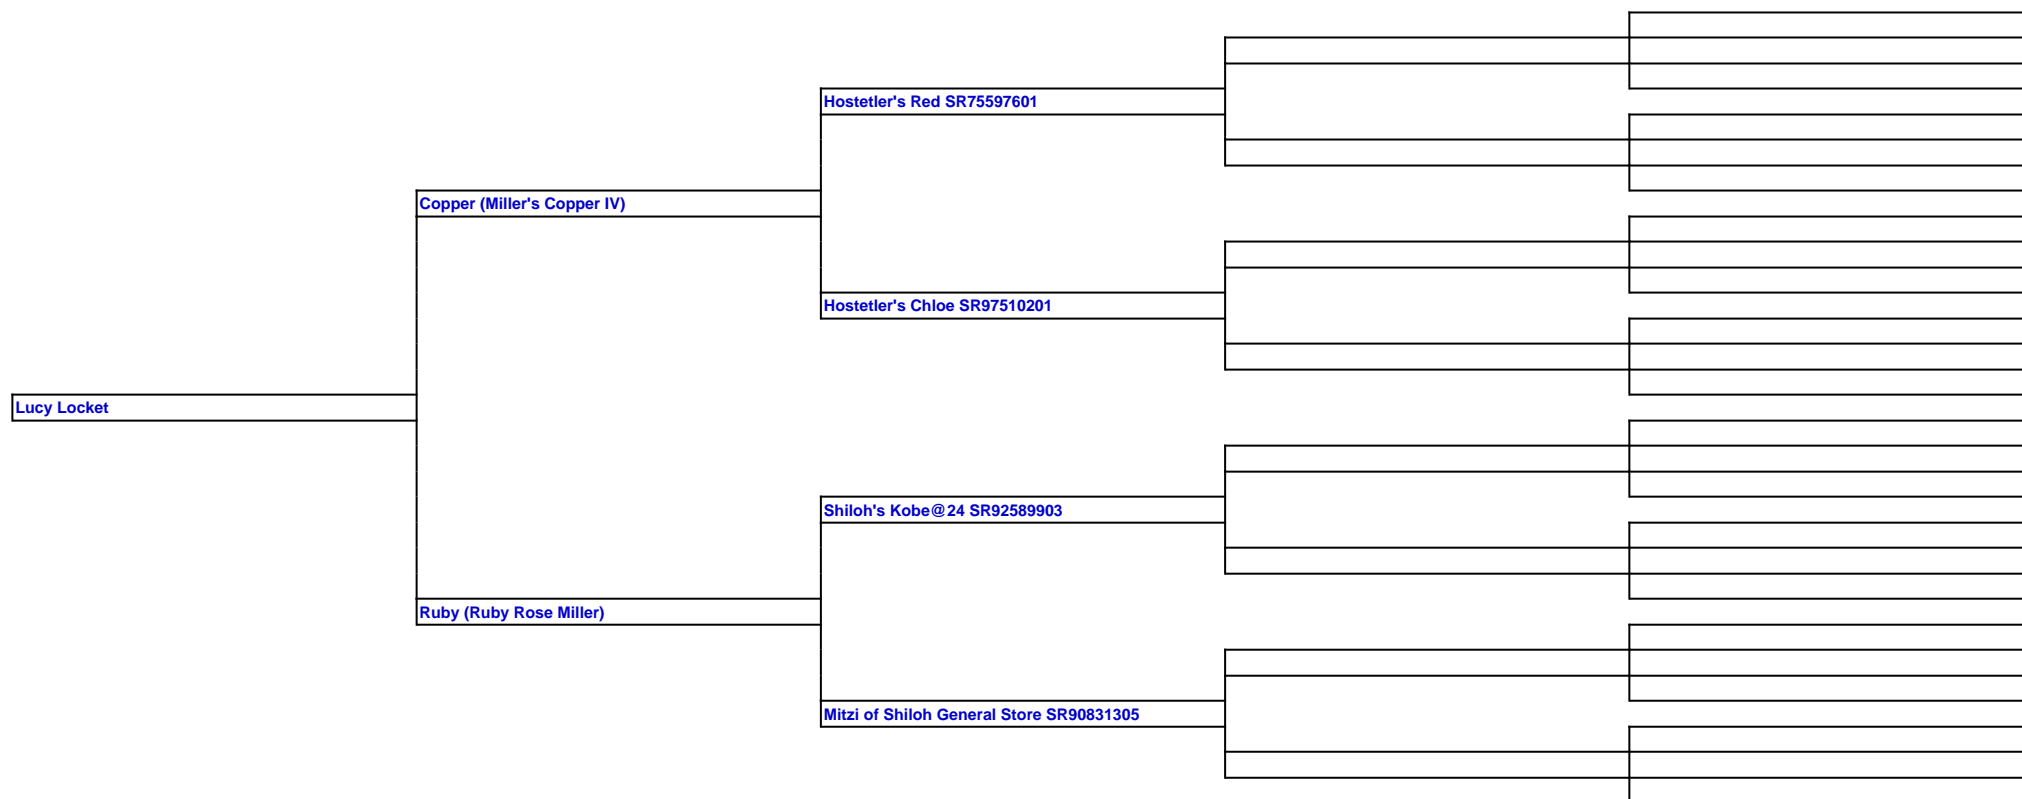 Hostetler's Red SR75597601
Copper (Miller's Copper IV)
Hostetler's Chloe SR97510201
Lucy Locket
Shiloh's Kobe@24 SR92589903
Ruby (Ruby Rose Miller)
Mitzi of Shiloh General Store SR90831305